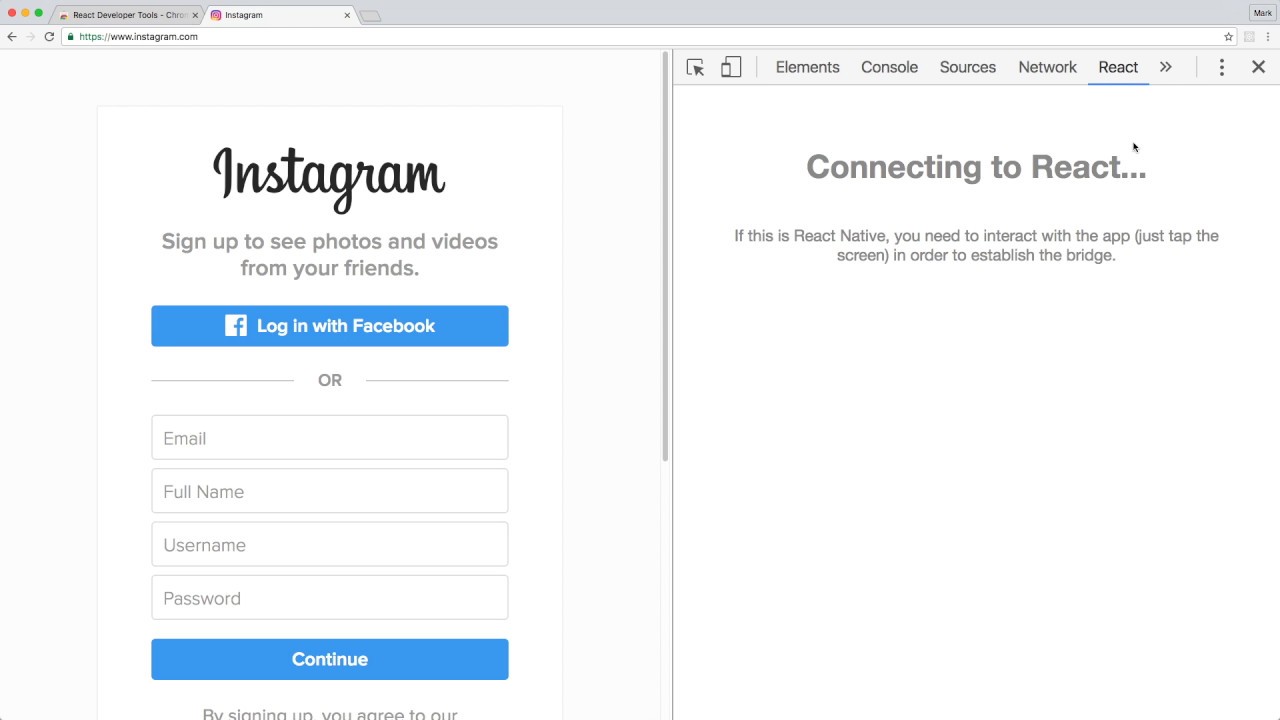 React Developer Tools - Chro
Instagram
Mark
https://www.instagram.com
Elements Console Sources Network React
Instagram
Sign up to see photos and videos
from your friends.
Log in with Facebook
OR
Email
Full Name
Username
Password
Continue
By signing up, you agree to our
Connecting to React...
If this is React Native, you need to interact with the app (just tap the
screen) in order to establish the bridge.